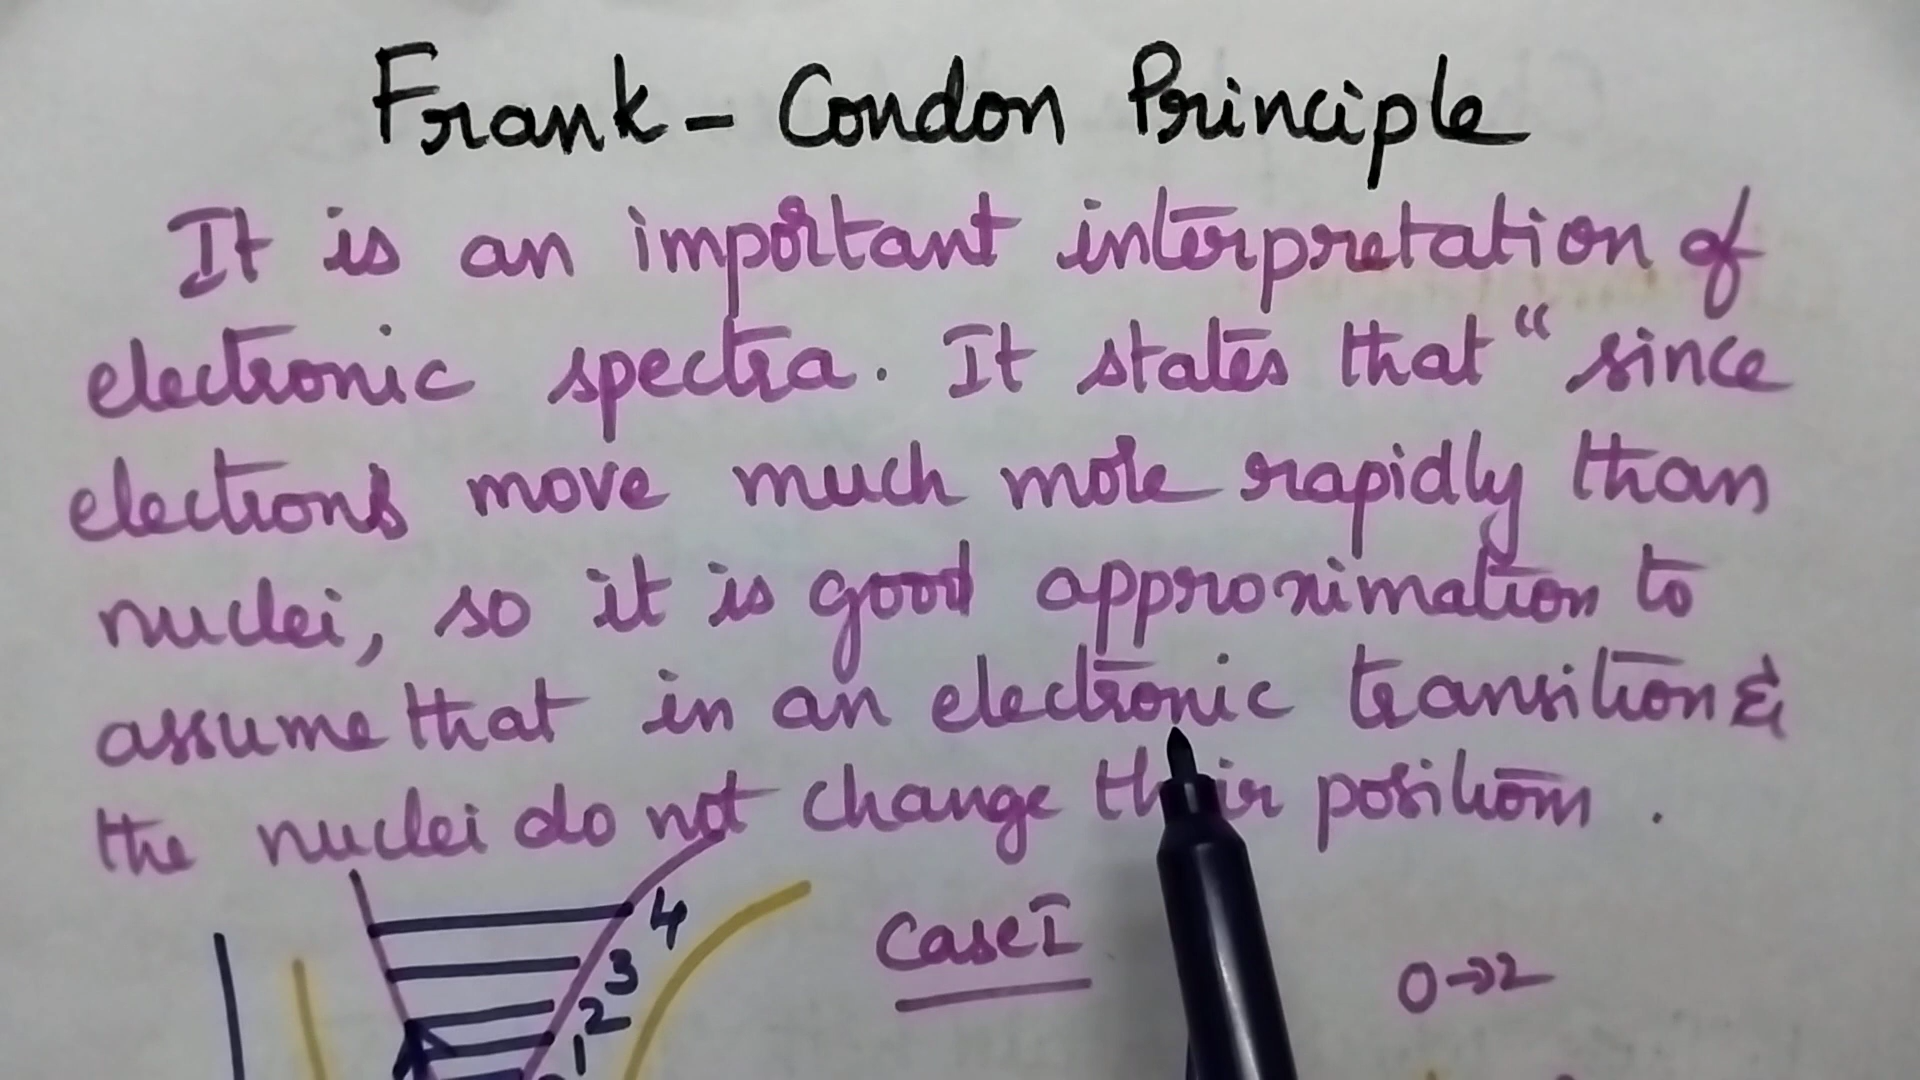 Frank - Condon Principle
It is an important interpretation of
electronic spectra. It states that "since
electrons move much more rapidly than
nuclei, so it is good approximation to
assume that in an electronic transition &
the nuclei do not change their position.
4
Case I
3
0→2
2
1